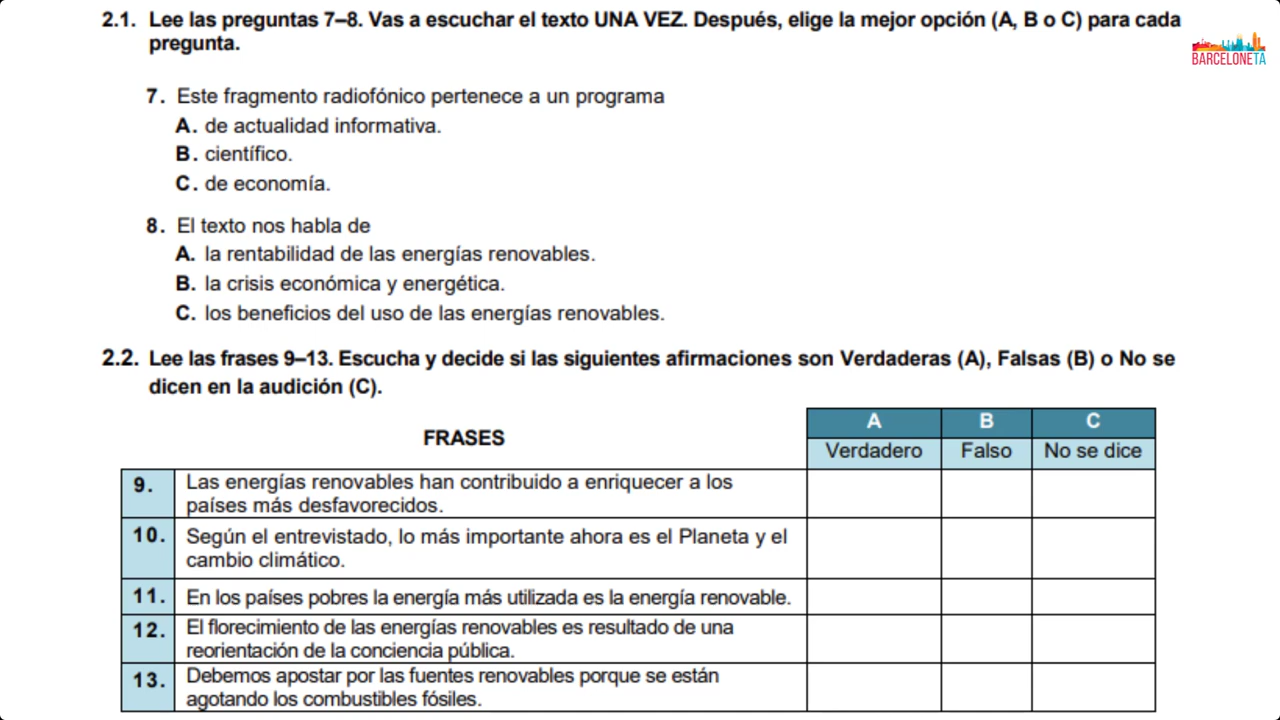 2.1. Lee las preguntas 7–8. Vas a escuchar el texto UNA VEZ. Después, elige la mejor opción (A, B o C) para cada
pregunta.
BARCELONETA
7. Este fragmento radiofónico pertenece a un programa
A. de actualidad informativa.
B. científico.
C. de economía.
8. El texto nos habla de
A. la rentabilidad de las energías renovables.
B. la crisis económica y energética.
C. los beneficios del uso de las energías renovables.
2.2. Lee las frases 9–13. Escucha y decide si las siguientes afirmaciones son Verdaderas (A), Falsas (B) o No se
dicen en la audición (C).
FRASES
A B C
Verdadero Falso No se dice
9. Las energías renovables han contribuido a enriquecer a los
países más desfavorecidos.
10. Según el entrevistado, lo más importante ahora es el Planeta y el
cambio climático.
11. En los países pobres la energía más utilizada es la energía renovable.
12. El florecimiento de las energías renovables es resultado de una
reorientación de la conciencia pública.
13. Debemos apostar por las fuentes renovables porque se están
agotando los combustibles fósiles.